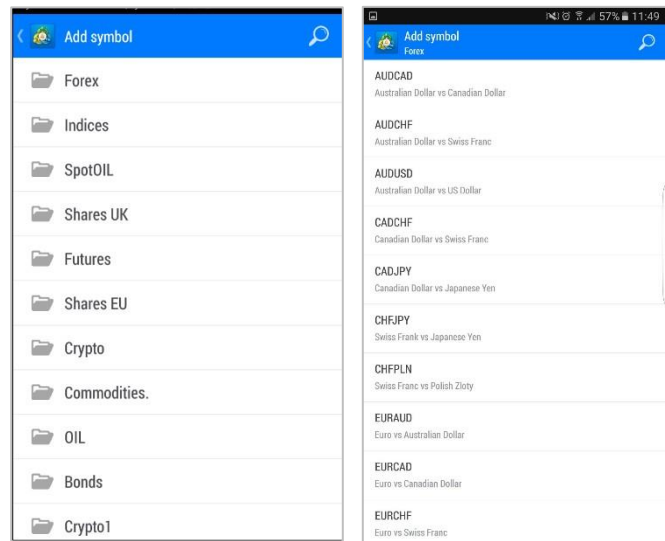 Add symbol
Forex
Indices
SpotOIL
Shares UK
Futures
Shares EU
Crypto
Commodities.
OIL
Bonds
Crypto1
57% 11:49
Add symbol
Forex
AUDCAD
Australian Dollar vs Canadian Dollar
AUDCHF
Australian Dollar vs Swiss Franc
AUDUSD
Australian Dollar vs US Dollar
CADCHF
Canadian Dollar vs Swiss Franc
CADJPY
Canadian Dollar vs Japanese Yen
CHFJPY
Swiss Frank vs Japanese Yen
CHFPLN
Swiss Franc vs Polish Zloty
EURAUD
Euro vs Australian Dollar
EURCAD
Euro vs Canadian Dollar
EURCHF
Euro vs Swiss Franc